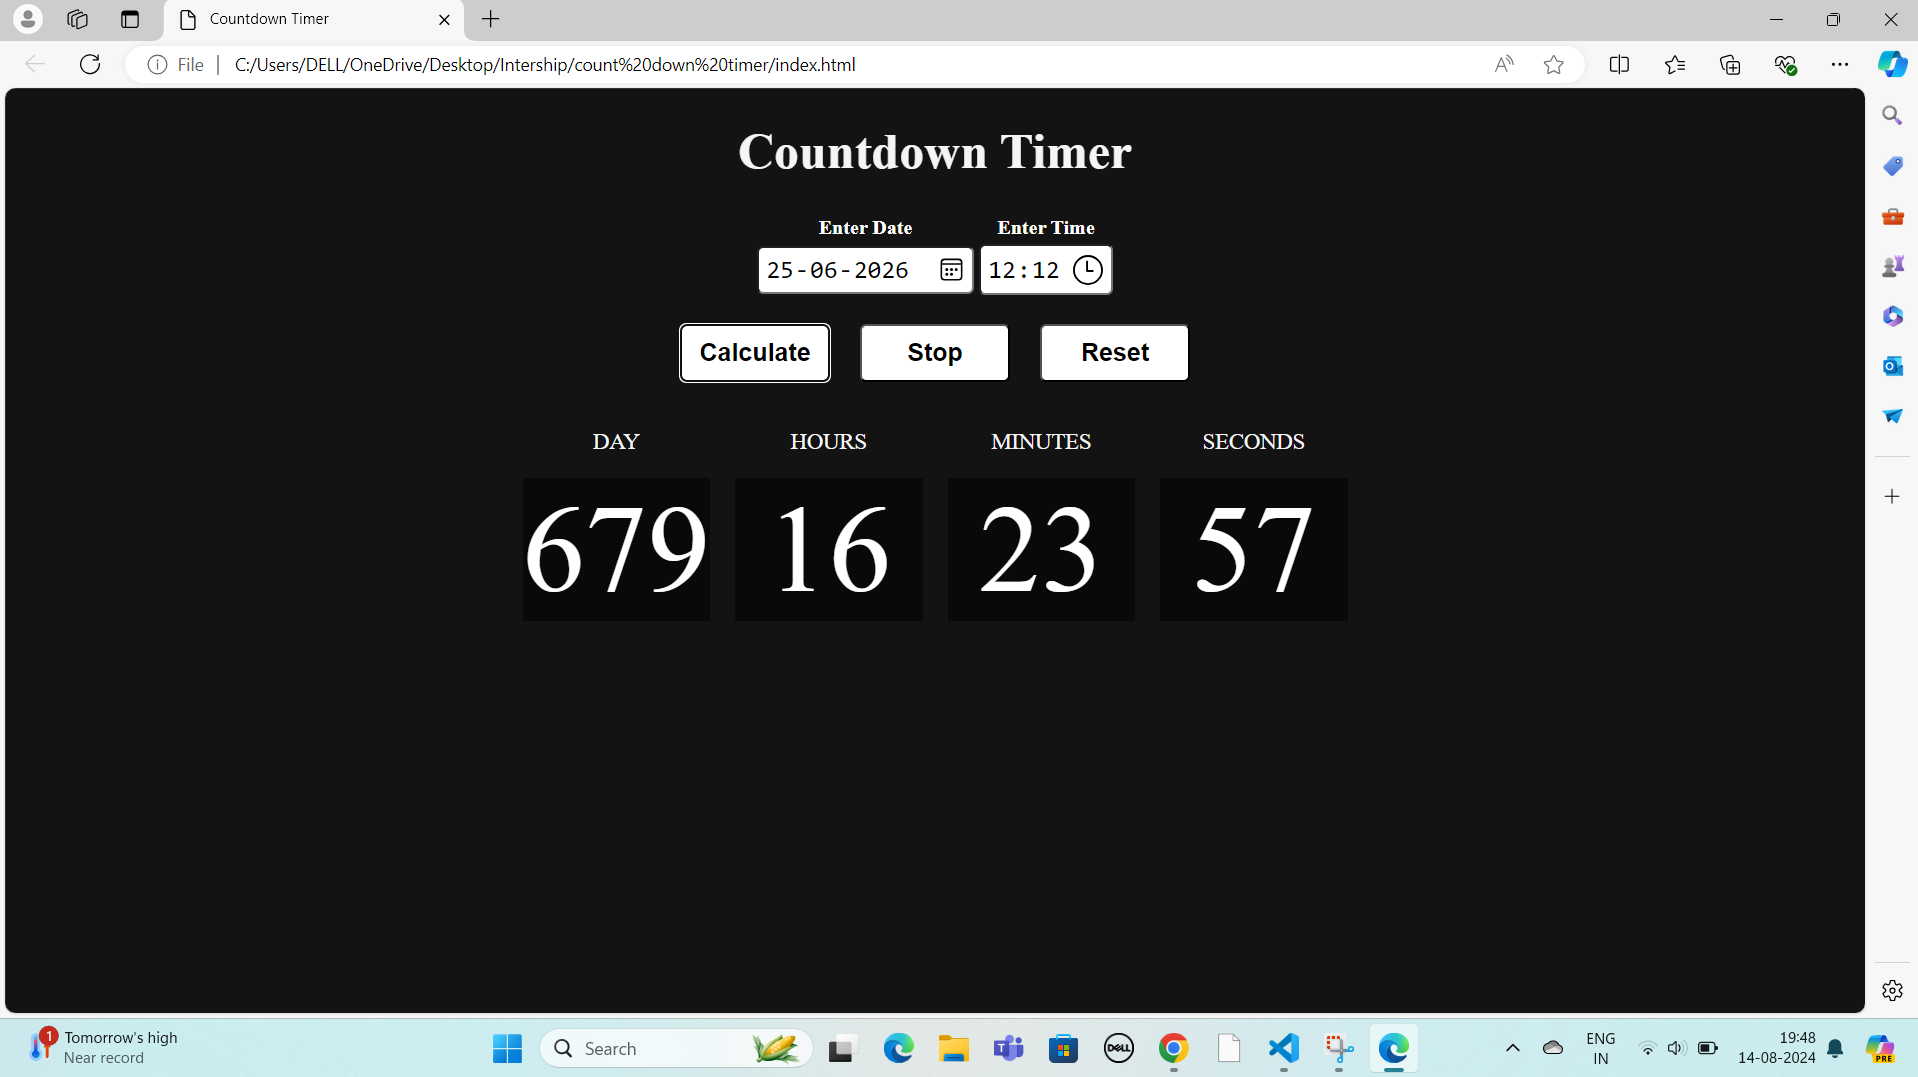 Countdown Timer
File
C:/Users/DELL/OneDrive/Desktop/Intership/count%20down%20timer/index.html
Countdown Timer
Enter Date Enter Time
25-06-2026 12:12
Calculate Stop Reset
DAY HOURS MINUTES SECONDS
679 16 23 57
1
Tomorrow's high
Near record
Search
DELL
ENG
IN
19:48
14-08-2024
PRE